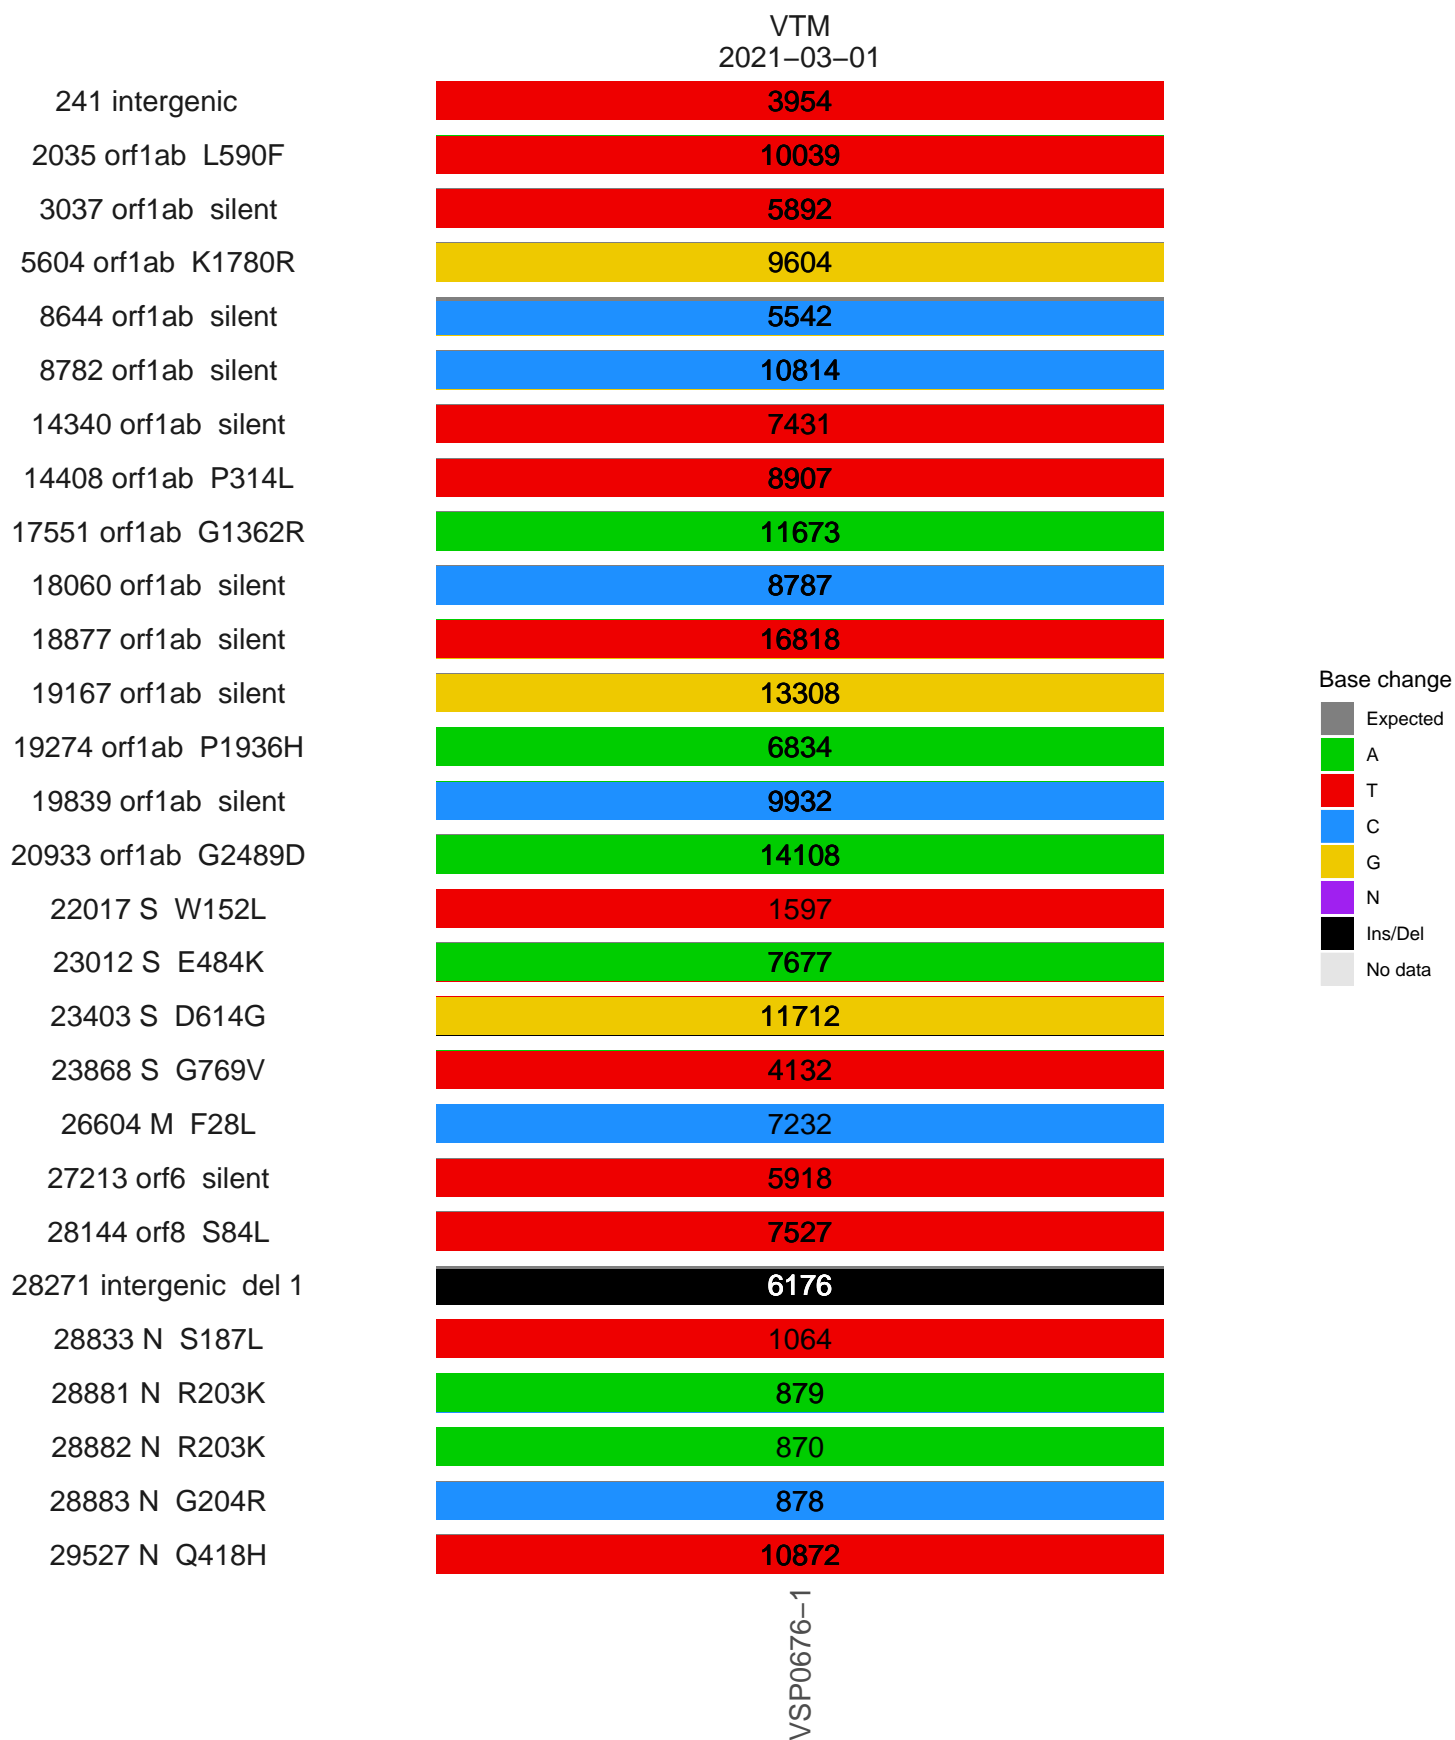 VTM
2021−03−01
241 intergenic 3954
2035 orf1ab L590F 10039
3037 orf1ab silent 5892
5604 orf1ab K1780R 9604
8644 orf1ab silent 5542
8782 orf1ab silent 10814
14340 orf1ab silent 7431
14408 orf1ab P314L 8907
17551 orf1ab G1362R 11673
18060 orf1ab silent 8787
18877 orf1ab silent 16818
19167 orf1ab silent 13308
19274 orf1ab P1936H 6834
19839 orf1ab silent 9932
20933 orf1ab G2489D 14108
22017 S W152L 1597
23012 S E484K 7677
23403 S D614G 11712
23868 S G769V 4132
26604 M F28L 7232
27213 orf6 silent 5918
28144 orf8 S84L 7527
28271 intergenic del 1 6176
28833 N S187L 1064
28881 N R203K 879
28882 N R203K 870
28883 N G204R 878
29527 N Q418H 10872
VSP0676−1
Base change
Expected
A
T
C
G
N
Ins/Del
No data